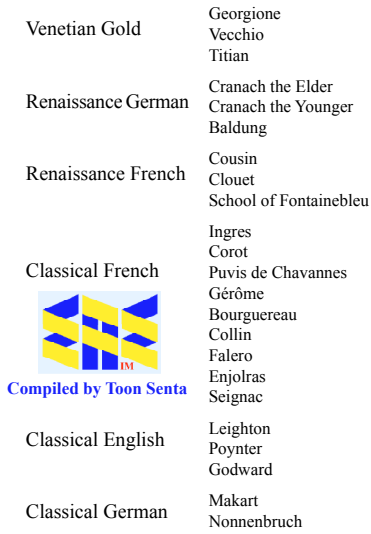 Venetian Gold
Georgione
Vecchio
Titian
Renaissance German
Cranach the Elder
Cranach the Younger
Baldung
Renaissance French
Cousin
Clouet
School of Fontainebleu
Classical French
Ingres
Corot
Puvis de Chavannes
Gérôme
Bourguereau
Collin
Falero
Enjolras
Seignac
IM
Compiled by Toon Senta
Classical English
Leighton
Poynter
Godward
Classical German
Makart
Nonnenbruch